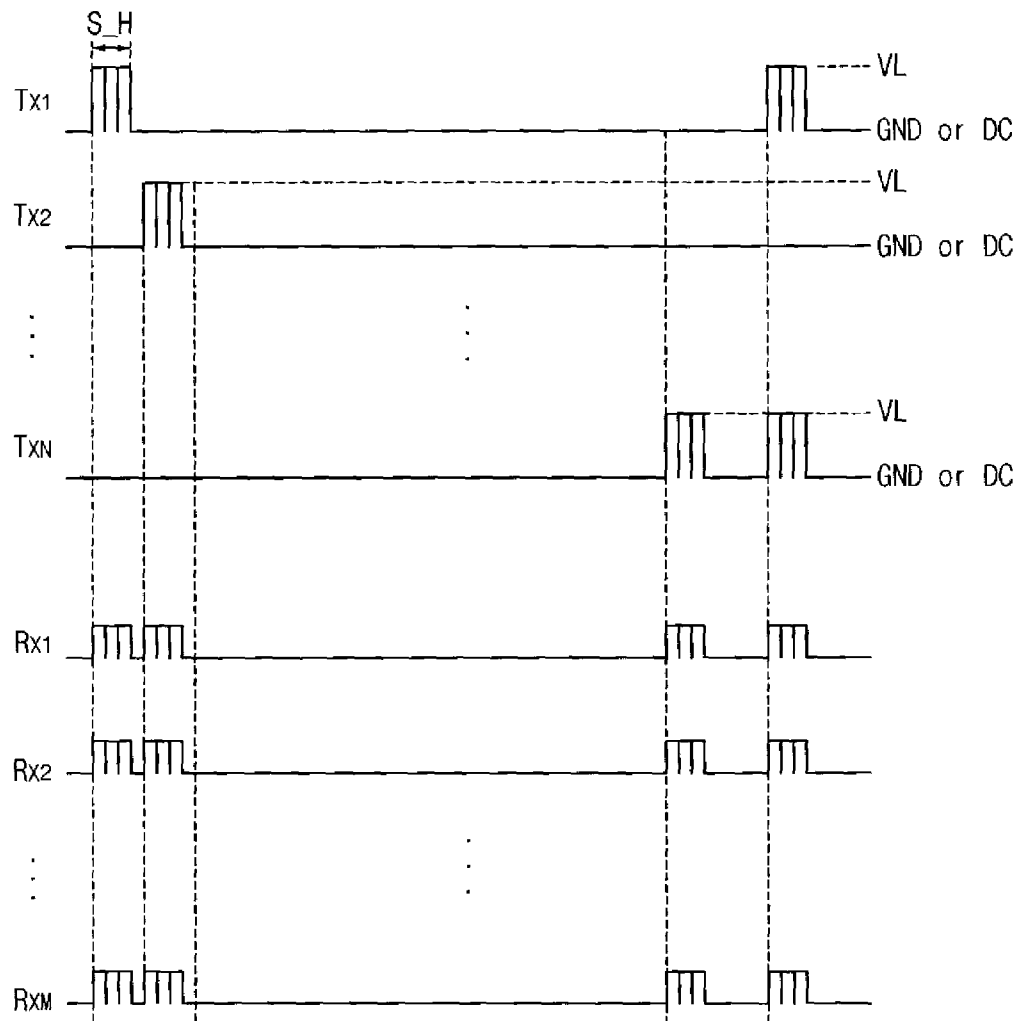 S_H
Tx1
VL
GND or DC
Tx2
VL
GND or DC
TxN
VL
GND or DC
Rx1
Rx2
RxM